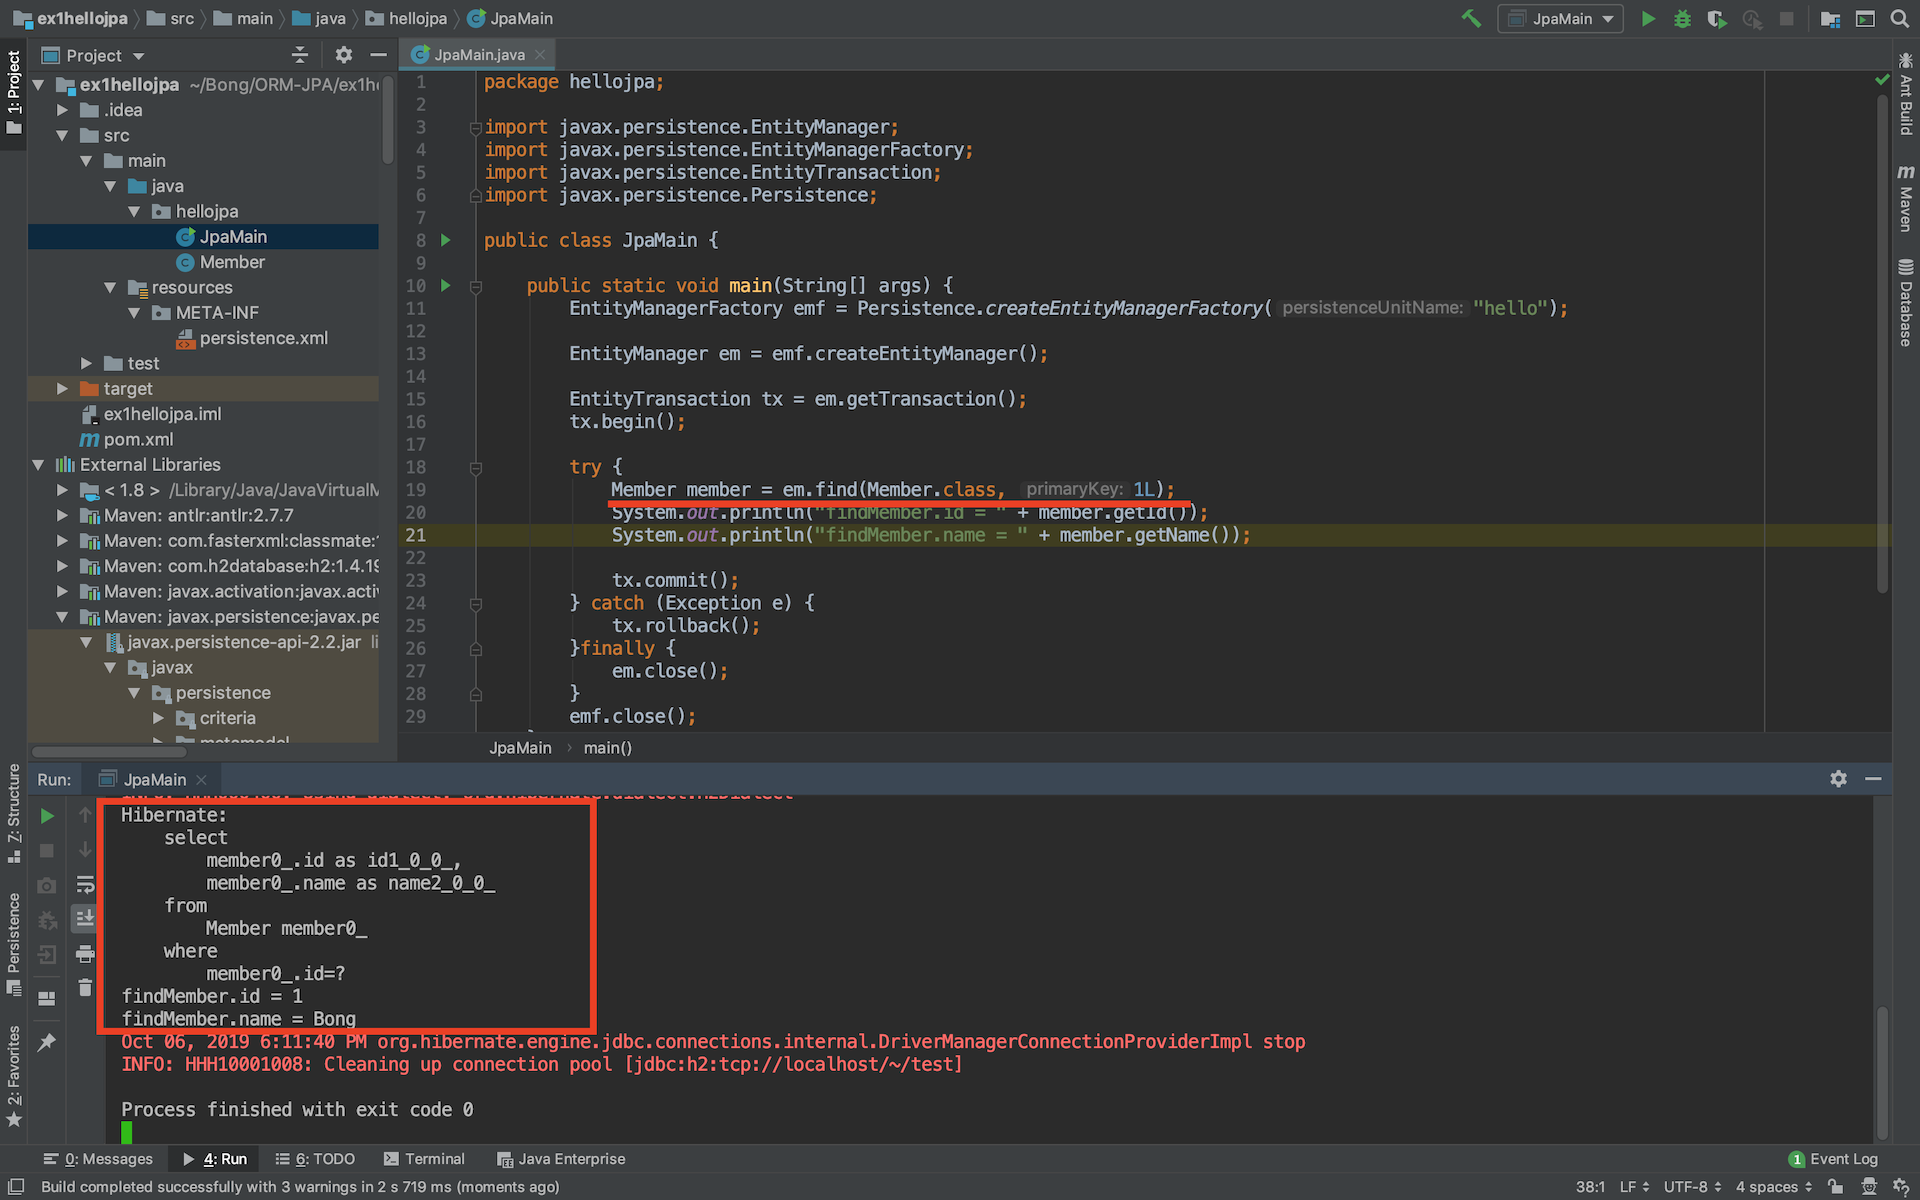 ex1hellojpa src main java hellojpa JpaMain
JpaMain
1: Project
Project
JpaMain.java
ex1hellojpa ~/Bong/ORM-JPA/ex1he
.idea
src
main
java
hellojpa
JpaMain
Member
resources
META-INF
persistence.xml
test
target
ex1hellojpa.iml
pom.xml
External Libraries
< 1.8 > /Library/Java/JavaVirtualM
Maven: antlr:antlr:2.7.7
Maven: com.fasterxml:classmate:1
Maven: com.h2database:h2:1.4.19
Maven: javax.activation:javax.activ
Maven: javax.persistence:javax.pe
javax.persistence-api-2.2.jar li
javax
persistence
criteria
metamodel
1 package hellojpa;
2
3 import javax.persistence.EntityManager;
4 import javax.persistence.EntityManagerFactory;
5 import javax.persistence.EntityTransaction;
6 import javax.persistence.Persistence;
7
8 public class JpaMain {
9
10 public static void main(String[] args) {
11 EntityManagerFactory emf = Persistence.createEntityManagerFactory( persistenceUnitName: "hello");
12
13 EntityManager em = emf.createEntityManager();
14
15 EntityTransaction tx = em.getTransaction();
16 tx.begin();
17
18 try {
19 Member member = em.find(Member.class, primaryKey: 1L);
20 System.out.println("findMember.id = " + member.getId());
21 System.out.println("findMember.name = " + member.getName());
22
23 tx.commit();
24 } catch (Exception e) {
25 tx.rollback();
26 }finally {
27 em.close();
28 }
29 emf.close();
JpaMain › main()
Ant Build
Maven
Database
Run: JpaMain
Hibernate:
select
member0_.id as id1_0_0_,
member0_.name as name2_0_0_
from
Member member0_
where
member0_.id=?
findMember.id = 1
findMember.name = Bong
Oct 06, 2019 6:11:40 PM org.hibernate.engine.jdbc.connections.internal.DriverManagerConnectionProviderImpl stop
INFO: HHH10001008: Cleaning up connection pool [jdbc:h2:tcp://localhost/~/test]
Process finished with exit code 0
Z: Structure
Persistence
2: Favorites
0: Messages 4: Run 6: TODO Terminal Java Enterprise 1 Event Log
Build completed successfully with 3 warnings in 2 s 719 ms (moments ago) 38:1 LF UTF-8 4 spaces